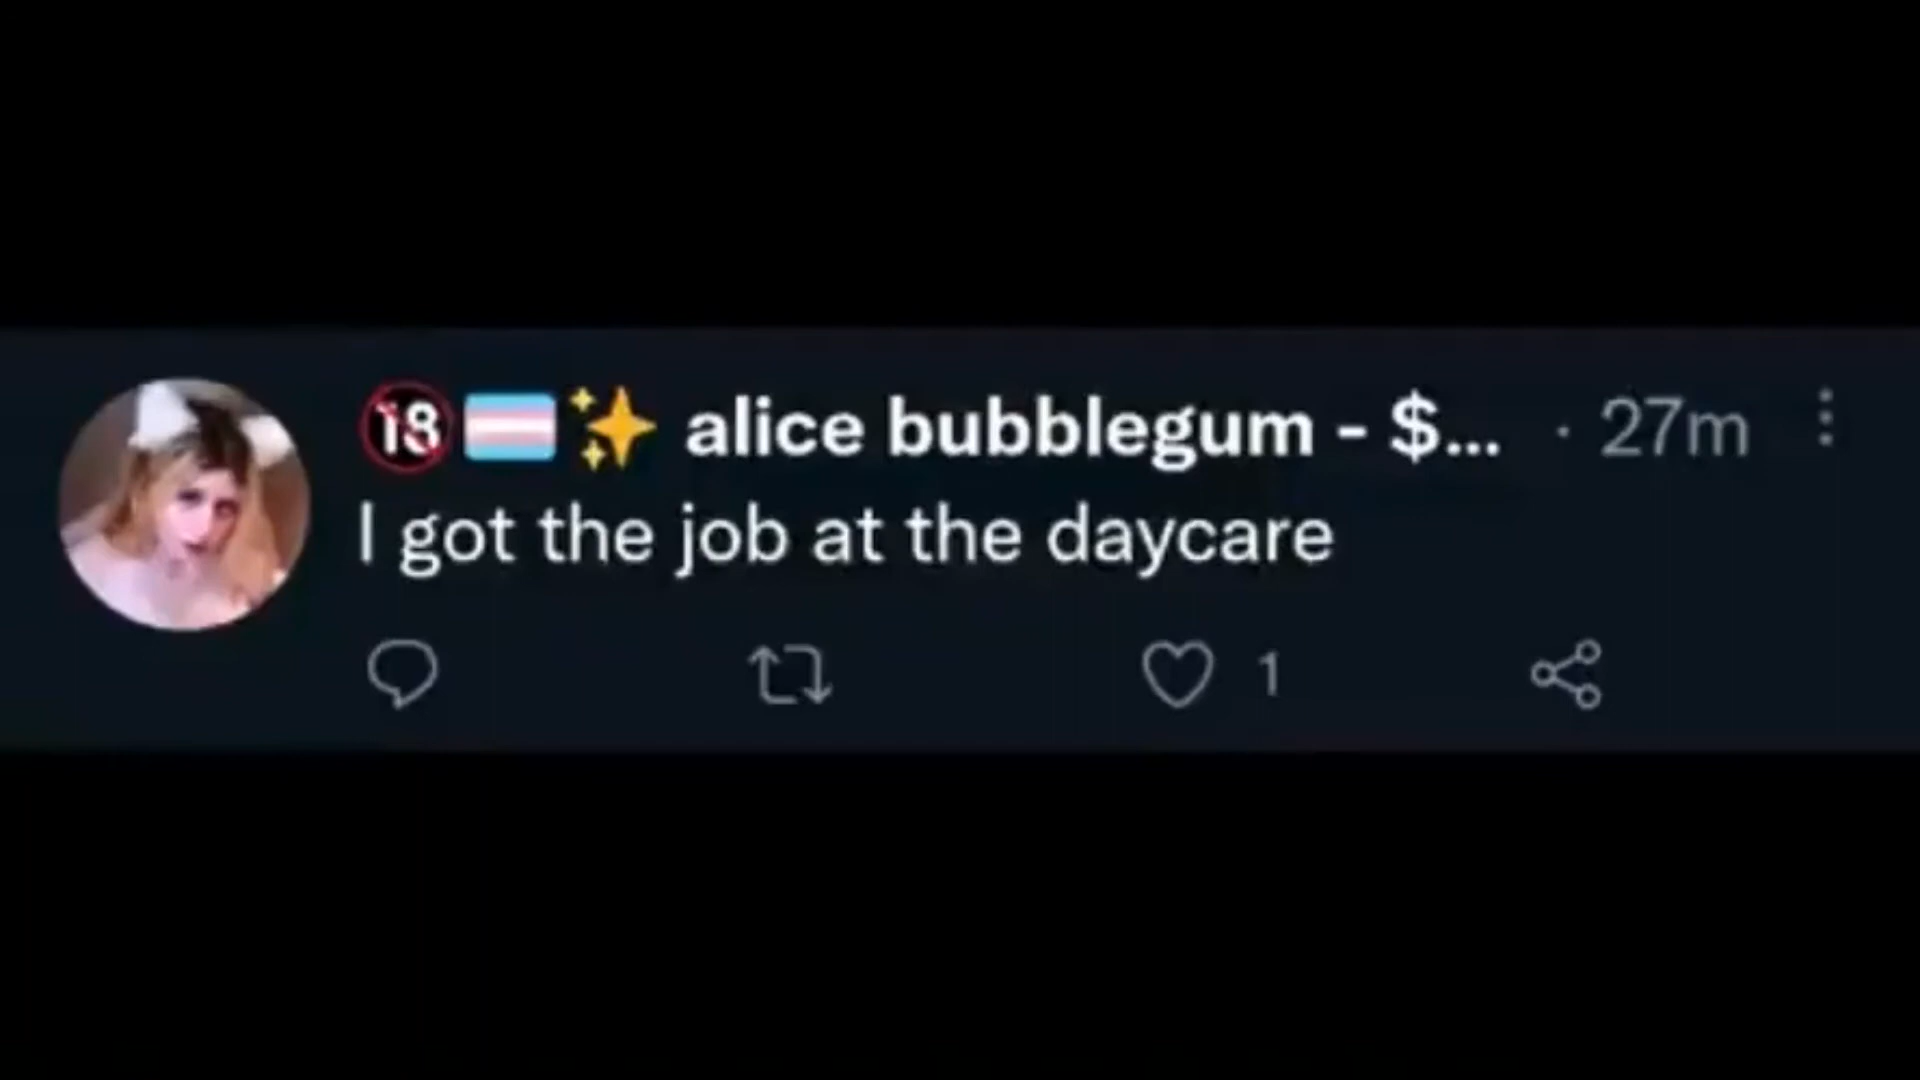 🔞🏳️‍⚧️✨ alice bubblegum - $... · 27m
I got the job at the daycare
1